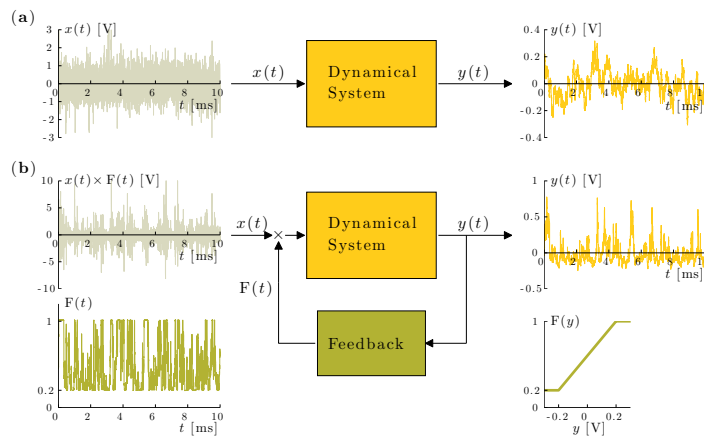 (a)
x(t) [V]
3
2
1
0
-1
-2
-3
0 2 4 6 8 10
t [ms]
x(t)
Dynamical
System
y(t)
y(t) [V]
0.4
0.2
0
-0.2
-0.4
0 2 4 6 8 10
t [ms]
(b)
x(t)×F(t) [V]
10
5
0
-5
-10
0 2 4 6 8 10
t [ms]
x(t)
×
Dynamical
System
y(t)
F(t)
Feedback
y(t) [V]
1
0.5
0
-0.5
0 2 4 6 8 10
t [ms]
F(t)
1
0.2
0
0 2 4 6 8 10
t [ms]
F(y)
1
0.2
0
-0.2 0.2
y [V]